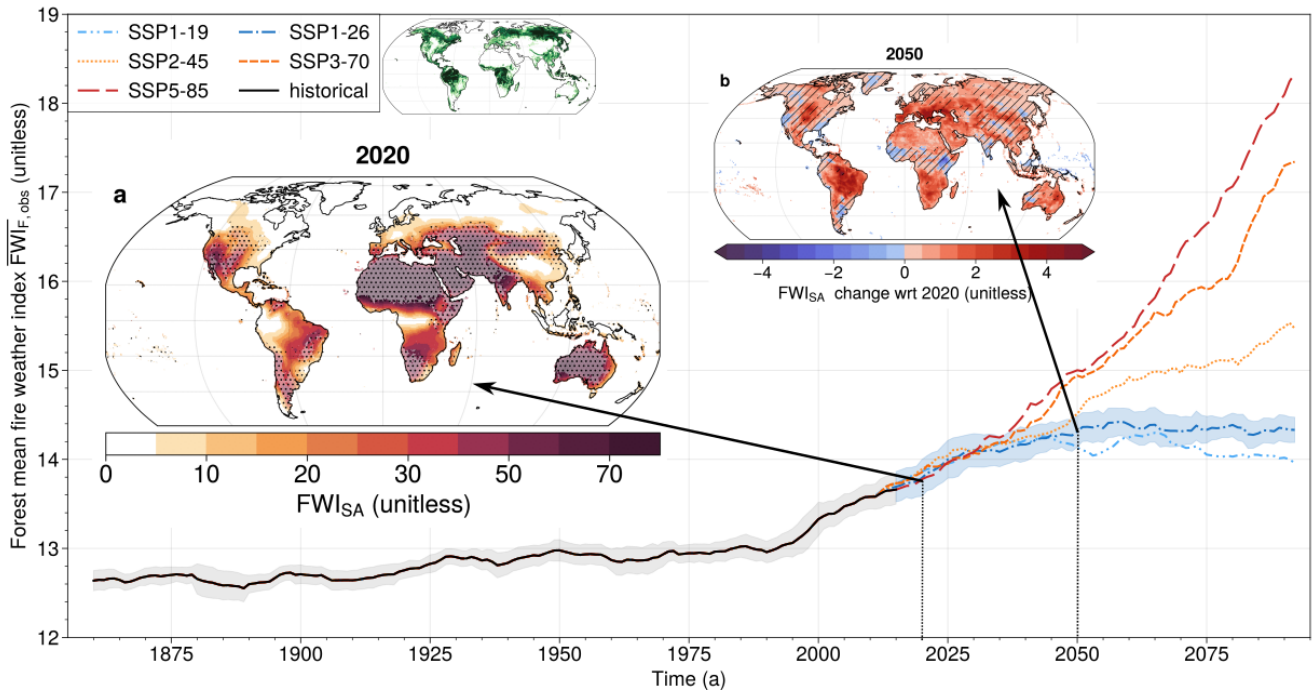 SSP1-19
SSP1-26
SSP2-45
SSP3-70
SSP5-85
historical
2020
a
0 10 20 30 50 70
FWI_SA (unitless)
2050
b
−4 −2 0 2 4
FWI_SA change wrt 2020 (unitless)
Forest mean fire weather index FWI_F, obs (unitless)
19
18
17
16
15
14
13
12
1875 1900 1925 1950 1975 2000 2025 2050 2075
Time (a)